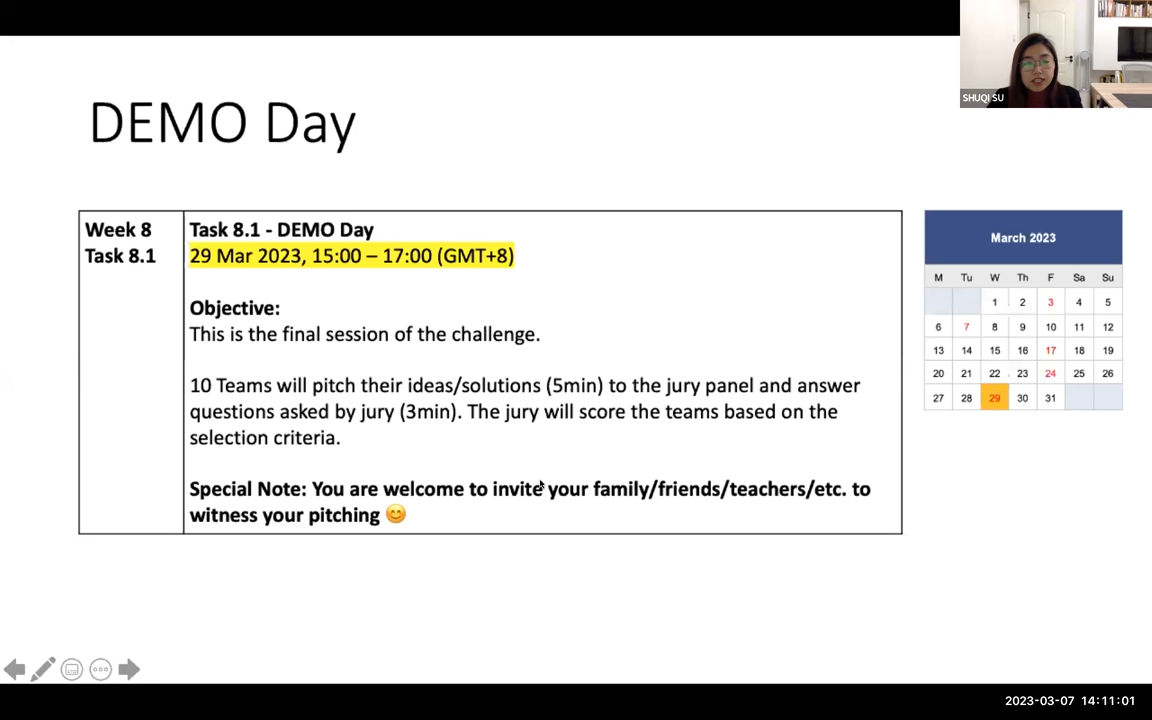 SHUQI SU
DEMO Day
Week 8
Task 8.1
Task 8.1 - DEMO Day
29 Mar 2023, 15:00 – 17:00 (GMT+8)
Objective:
This is the final session of the challenge.
10 Teams will pitch their ideas/solutions (5min) to the jury panel and answer
questions asked by jury (3min). The jury will score the teams based on the
selection criteria.
Special Note: You are welcome to invite your family/friends/teachers/etc. to
witness your pitching 😊
March 2023
M Tu W Th F Sa Su
1 2 3 4 5
6 7 8 9 10 11 12
13 14 15 16 17 18 19
20 21 22 23 24 25 26
27 28 29 30 31
2023-03-07 14:11:01